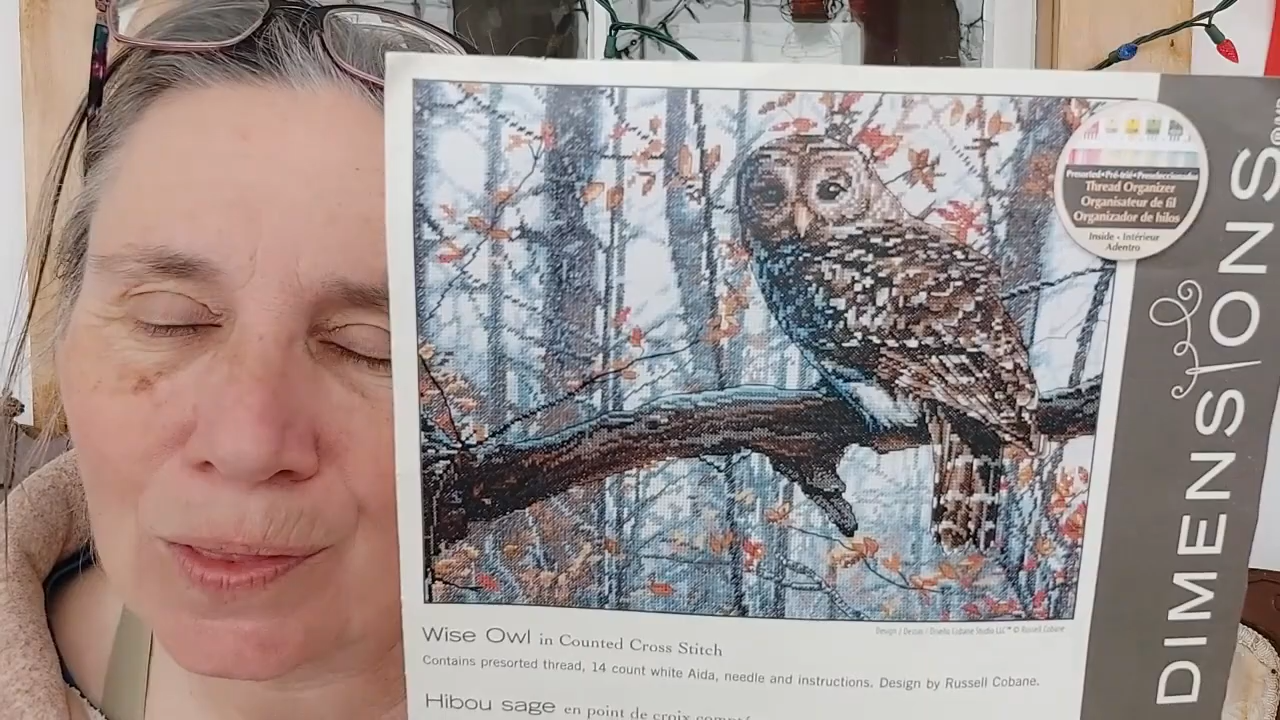 Presorted • Pré-trié • Preseleccionados
Thread Organizer
Organisateur de fil
Organizador de hilos
Inside • Intérieur
Adentro
DIMENSIONS
Wise Owl in Counted Cross Stitch
Contains presorted thread, 14 count white Aida, needle and instructions. Design by Russell Cobane.
Hibou sage en point de croix compté